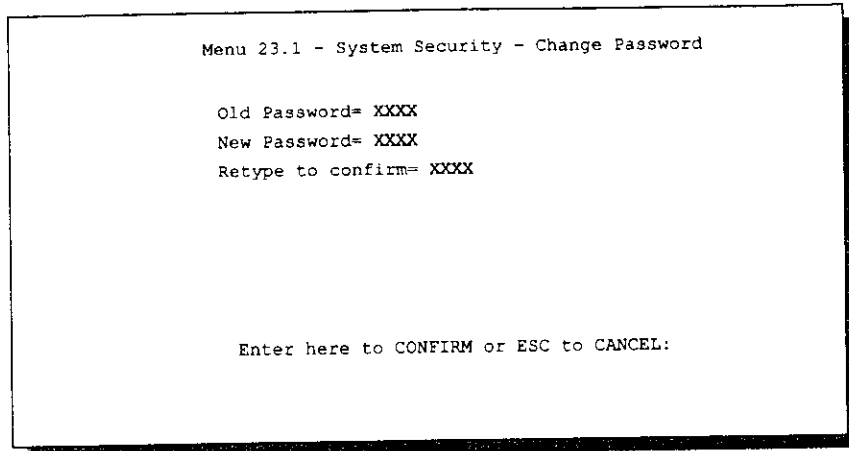 Menu 23.1 - System Security - Change Password
Old Password= XXXX
New Password= XXXX
Retype to confirm= XXXX
Enter here to CONFIRM or ESC to CANCEL: